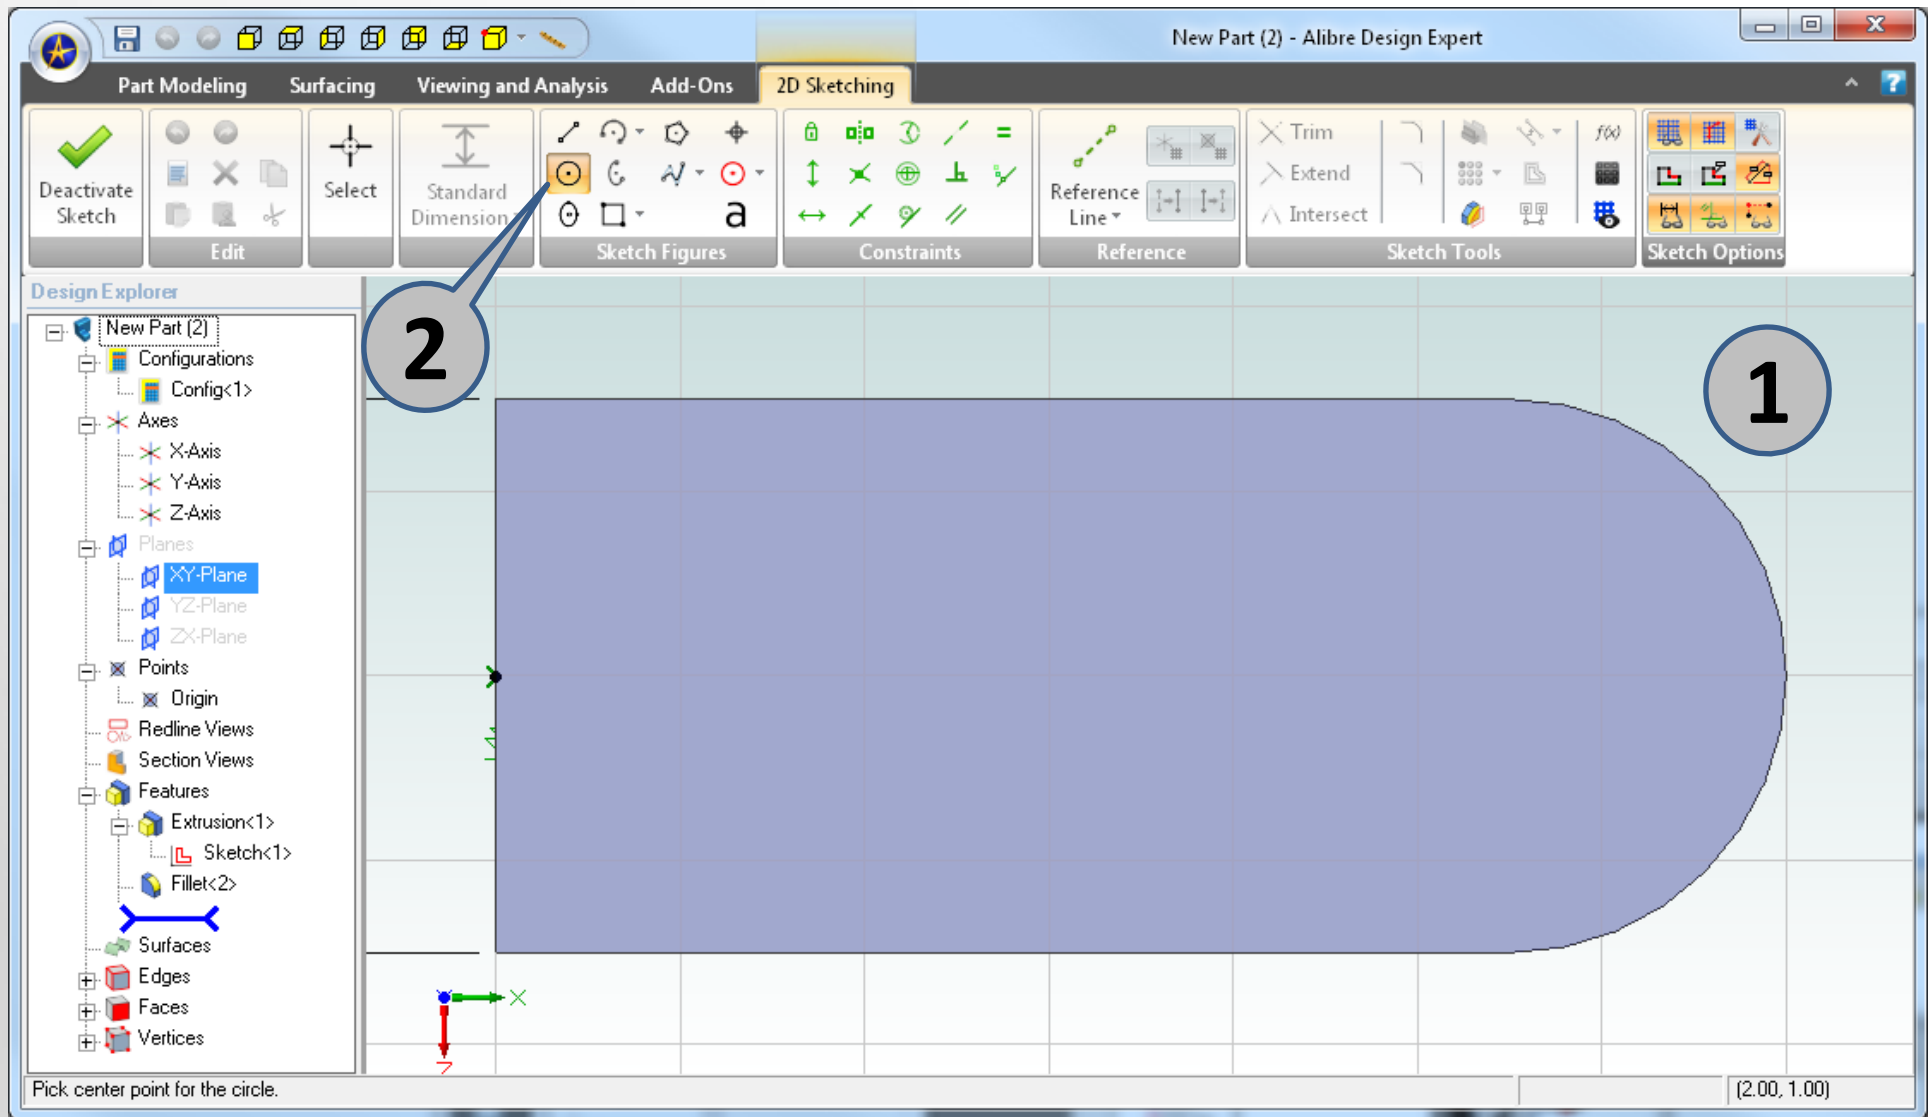 New Part (2) - Alibre Design Expert
Part Modeling Surfacing Viewing and Analysis Add-Ons 2D Sketching
Deactivate
Sketch
Edit
Select
Standard
Dimension
a
Sketch Figures
Constraints
Reference
Line
Reference
Trim
Extend
Intersect
f(x)
Sketch Tools
Sketch Options
Design Explorer
New Part (2)
Configurations
Config<1>
Axes
X-Axis
Y-Axis
Z-Axis
Planes
XY-Plane
YZ-Plane
ZX-Plane
Points
Origin
Redline Views
Section Views
Features
Extrusion<1>
Sketch<1>
Fillet<2>
Surfaces
Edges
Faces
Vertices
2
1
X
Z
Pick center point for the circle.
(2.00, 1.00)